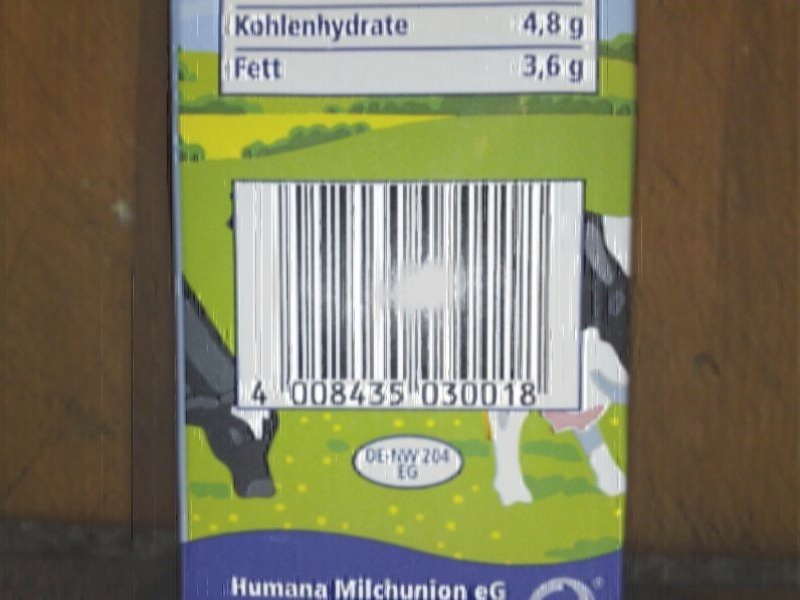 Kohlenhydrate 4,8 g
Fett 3,6 g
4 008435 030018
DE-NW 204
EG
Humana Milchunion eG
®